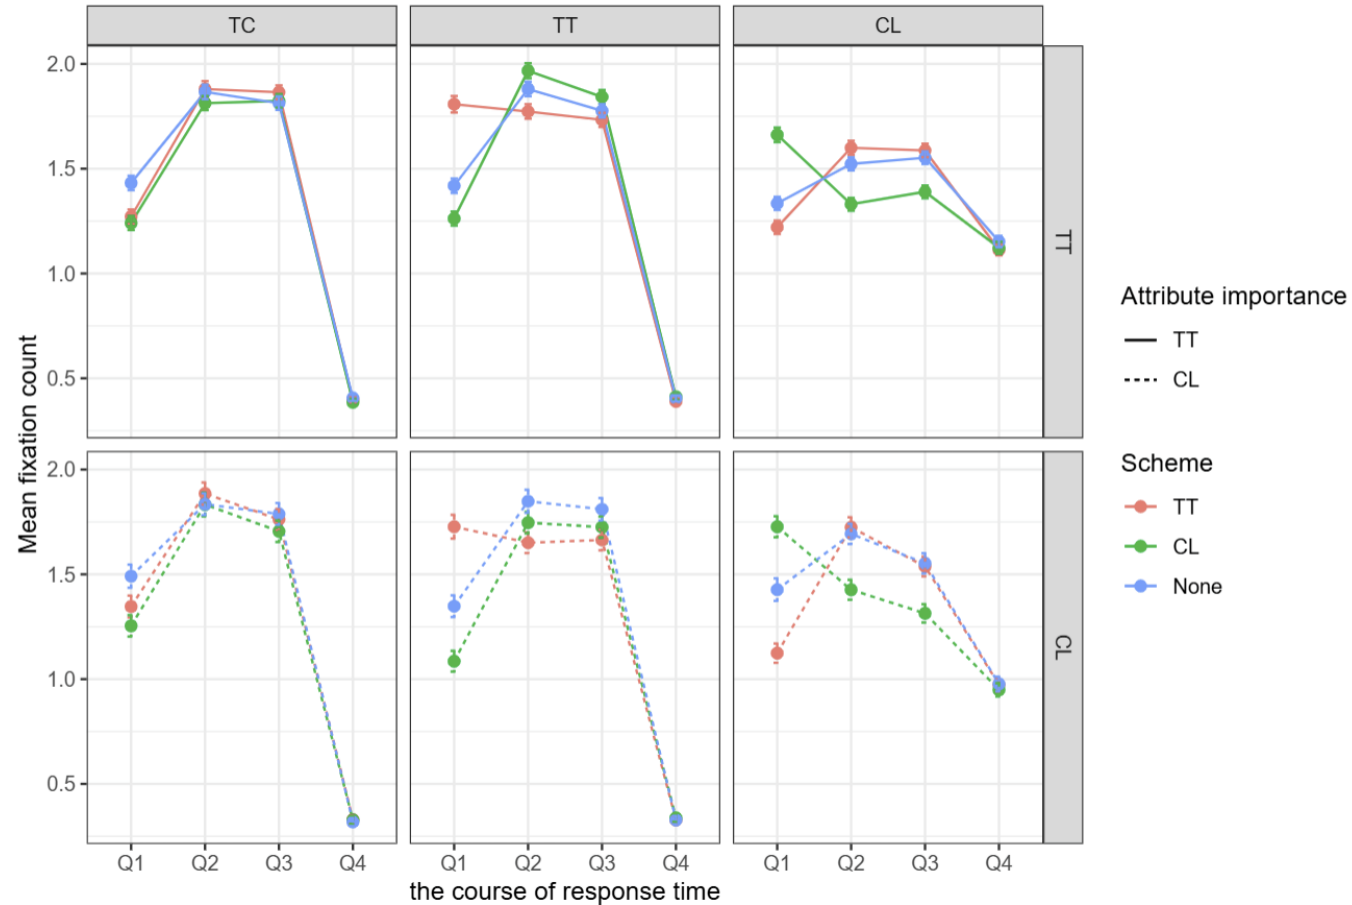 TC TT CL
2.0
1.5
1.0
0.5
TT
2.0
1.5
1.0
0.5
CL
Mean fixation count
Q1 Q2 Q3 Q4 Q1 Q2 Q3 Q4 Q1 Q2 Q3 Q4
the course of response time
Attribute importance
TT
CL
Scheme
TT
CL
None